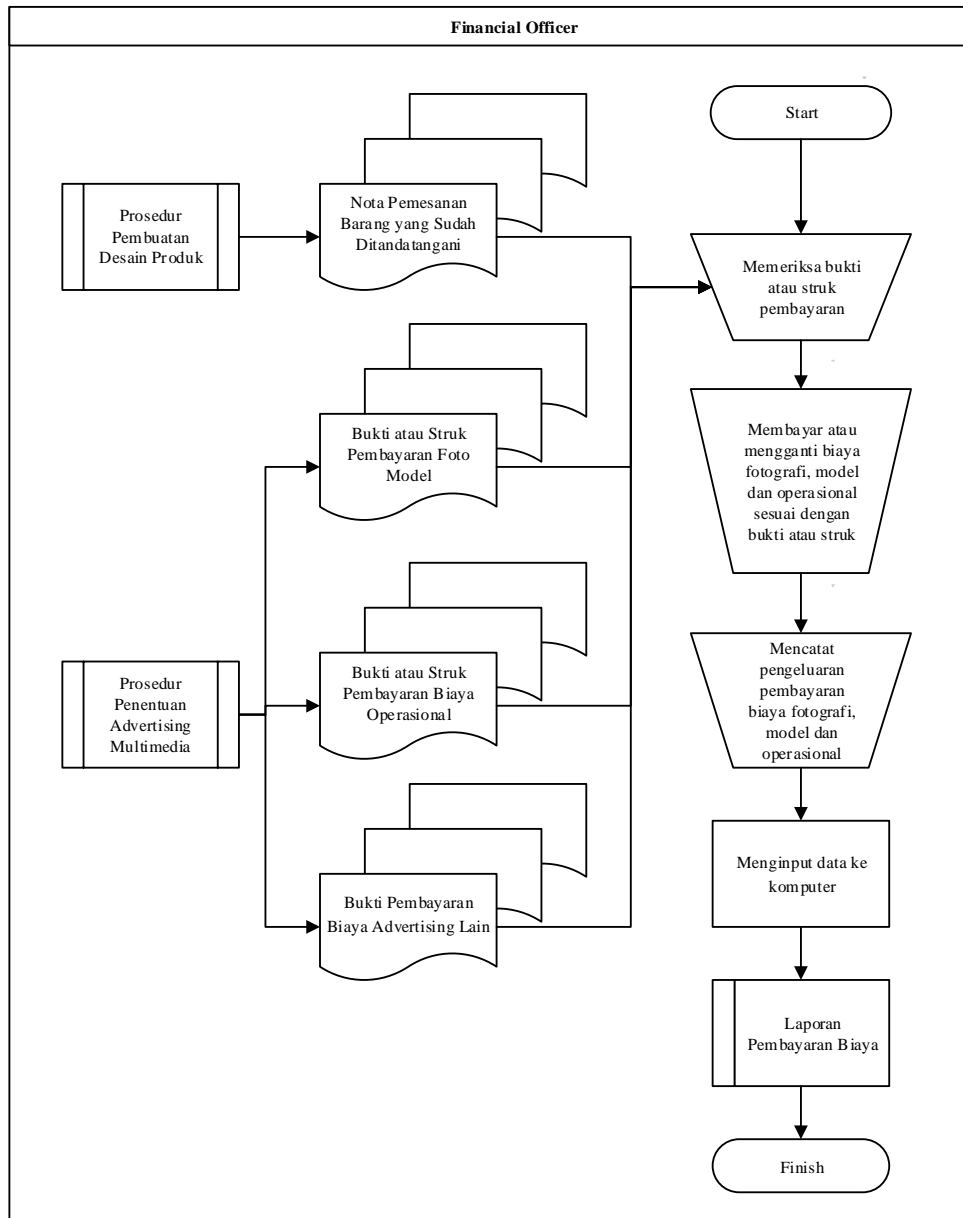 Financial Officer
Start
Prosedur
Pembuatan
Desain Produk
Nota Pemesanan
Barang yang Sudah
Ditandatangani
Memeriksa bukti
atau struk
pembayaran
Bukti atau Struk
Pembayaran Foto
Model
Membayar atau
mengganti biaya
fotografi, model
dan operasional
sesuai dengan
bukti atau struk
Prosedur
Penentuan
Advertising
Multimedia
Bukti atau Struk
Pembayaran Biaya
Operasional
Mencatat
pengeluaran
pembayaran
biaya fotografi,
model dan
operasional
Bukti Pembayaran
Biaya Advertising Lain
Menginput data ke
komputer
Laporan
Pembayaran Biaya
Finish